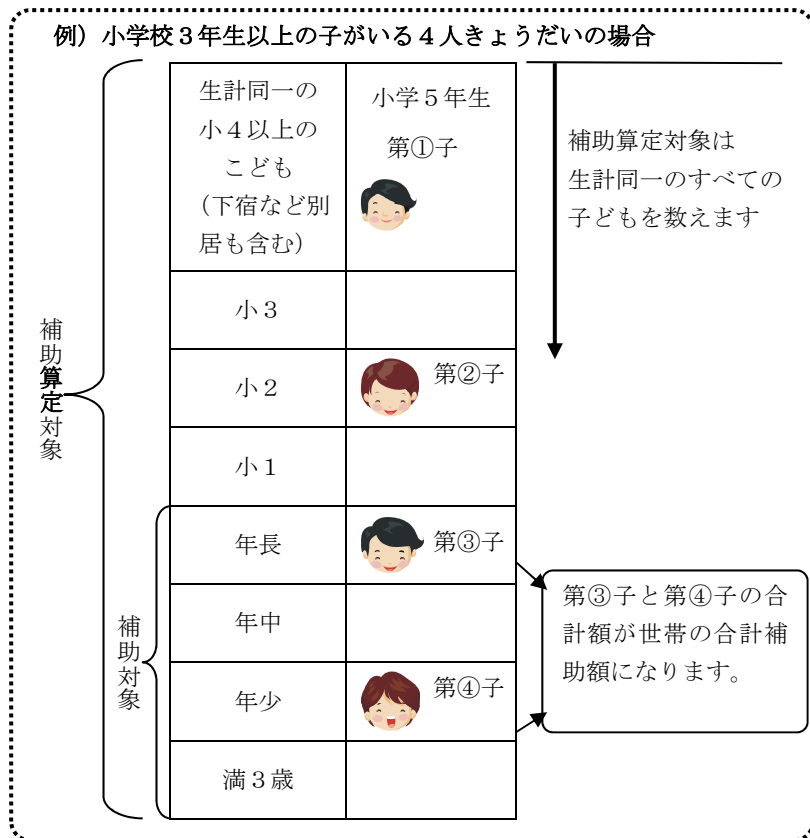 例）小学校３年生以上の子がいる４人きょうだいの場合
生計同一の
小４以上の
こども
（下宿など別
居も含む）
小学５年生
第①子
補助算定対象は
生計同一のすべての
子どもを数えます
小３
補助算定対象
小２
第②子
小１
年長
第③子
年中
第③子と第④子の合
計額が世帯の合計補
助額になります。
補助対象
年少
第④子
満３歳